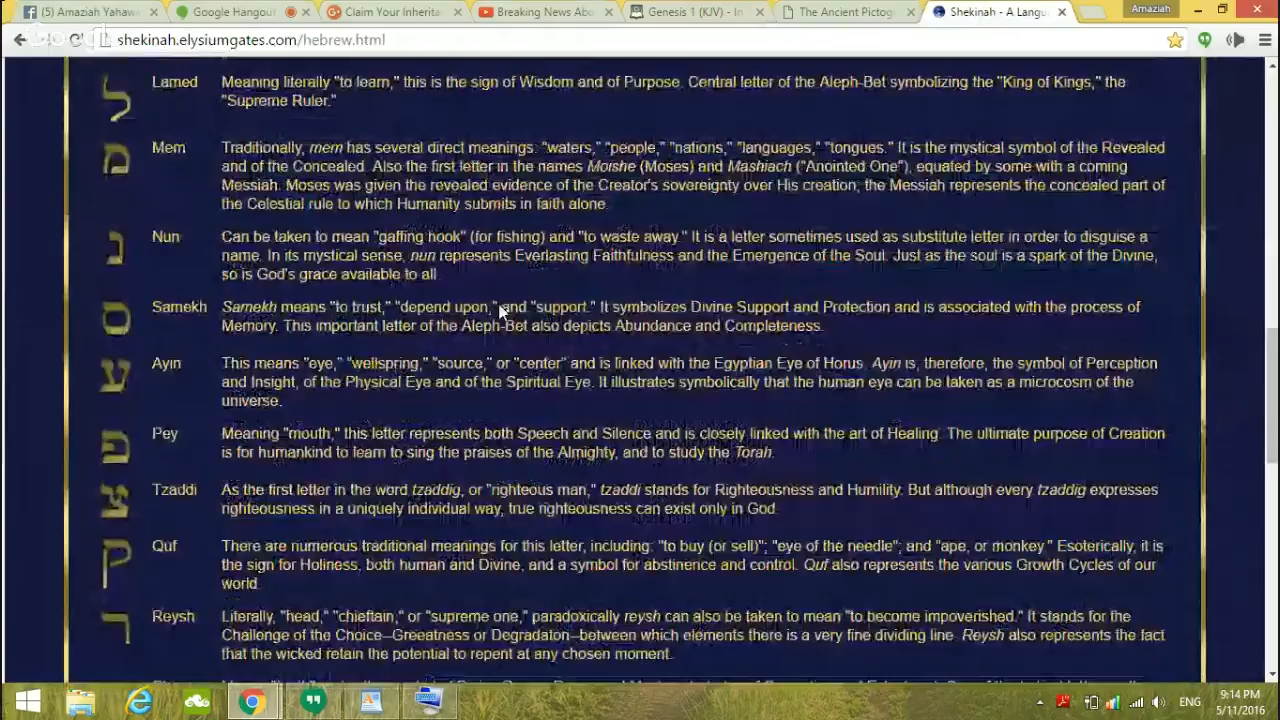 (5) Amaziah Yahaw
Google Hangout
Claim Your Inherita
Breaking News Abo
Genesis 1 (KJV) - In
The Ancient Pictog
Shekinah - A Langu
Amaziah
shekinah.elysiumgates.com/hebrew.html
ל Lamed Meaning literally "to learn," this is the sign of Wisdom and of Purpose. Central letter of the Aleph-Bet symbolizing the "King of Kings," the
"Supreme Ruler."
מ Mem Traditionally, mem has several direct meanings: "waters," "people," "nations," "languages," "tongues." It is the mystical symbol of the Revealed
and of the Concealed. Also the first letter in the names Moishe (Moses) and Mashiach ("Anointed One"), equated by some with a coming
Messiah. Moses was given the revealed evidence of the Creator's sovereignty over His creation; the Messiah represents the concealed part of
the Celestial rule to which Humanity submits in faith alone.
נ Nun Can be taken to mean "gaffing hook" (for fishing) and "to waste away." It is a letter sometimes used as substitute letter in order to disguise a
name. In its mystical sense, nun represents Everlasting Faithfulness and the Emergence of the Soul. Just as the soul is a spark of the Divine,
so is God's grace available to all
ס Samekh Samekh means "to trust," "depend upon," and "support." It symbolizes Divine Support and Protection and is associated with the process of
Memory. This important letter of the Aleph-Bet also depicts Abundance and Completeness.
ע Ayin This means "eye," "wellspring," "source," or "center" and is linked with the Egyptian Eye of Horus. Ayin is, therefore, the symbol of Perception
and Insight, of the Physical Eye and of the Spiritual Eye. It illustrates symbolically that the human eye can be taken as a microcosm of the
universe.
פ Pey Meaning "mouth;" this letter represents both Speech and Silence and is closely linked with the art of Healing. The ultimate purpose of Creation
is for humankind to learn to sing the praises of the Almighty, and to study the Torah.
צ Tzaddi As the first letter in the word tzaddig, or "righteous man," tzaddi stands for Righteousness and Humility. But although every tzaddig expresses
righteousness in a uniquely individual way, true righteousness can exist only in God.
ק Quf There are numerous traditional meanings for this letter, including: "to buy (or sell)"; "eye of the needle"; and "ape, or monkey." Esoterically, it is
the sign for Holiness, both human and Divine, and a symbol for abstinence and control. Quf also represents the various Growth Cycles of our
world.
ר Reysh Literally, "head," "chieftain," or "supreme one," paradoxically reysh can also be taken to mean "to become impoverished." It stands for the
Challenge of the Choice--Greatness or Degradaton--between which elements there is a very fine dividing line. Reysh also represents the fact
that the wicked retain the potential to repent at any chosen moment.
ENG
9:14 PM
5/11/2016